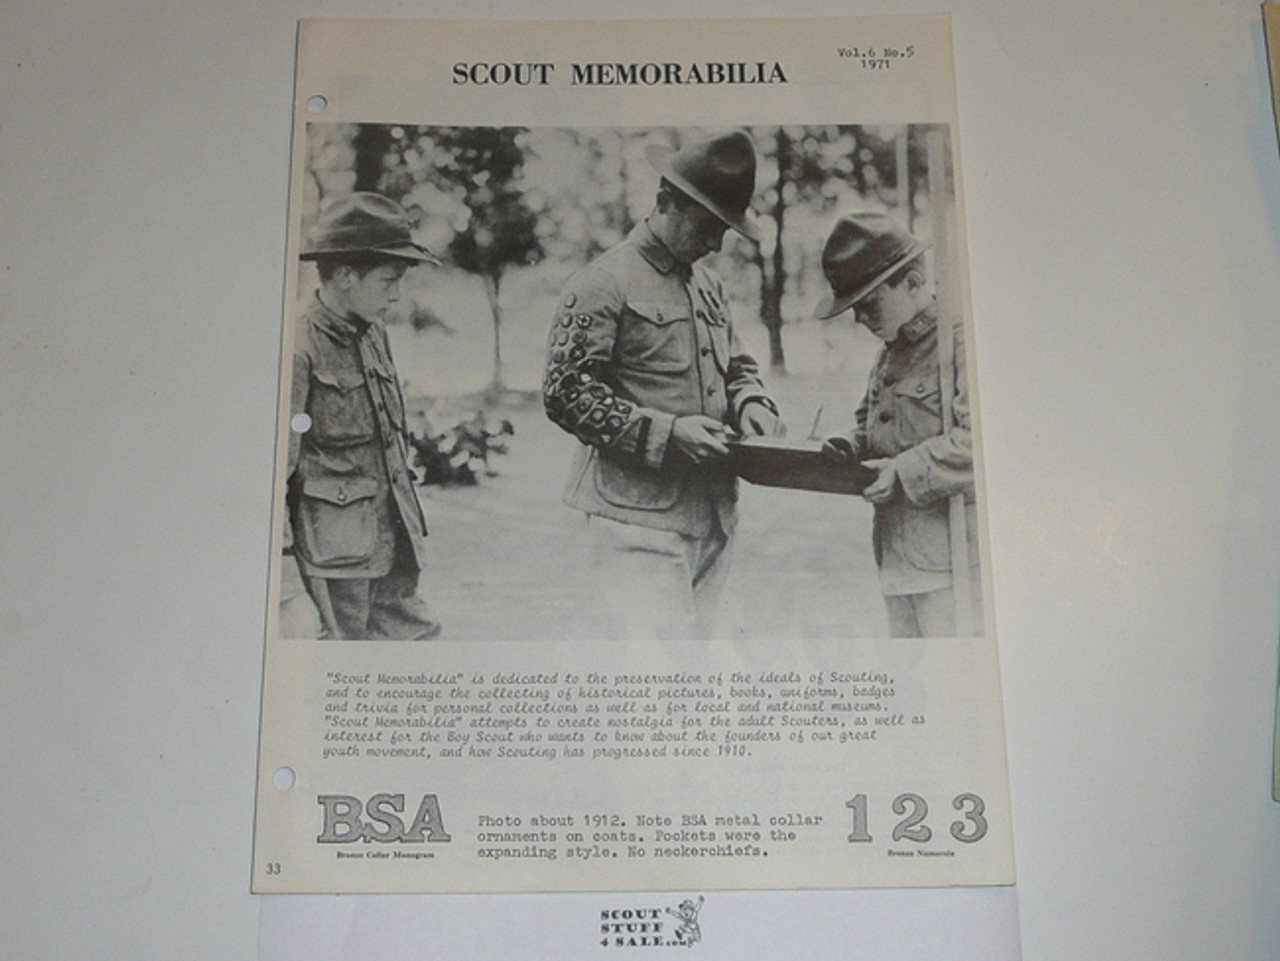 Vol.6 No.5
1971
SCOUT MEMORABILIA
"Scout Memorabilia" is dedicated to the preservation of the ideals of Scouting,
and to encourage the collecting of historical pictures, books, uniforms, badges
and trivia for personal collections as well as for local and national museums.
"Scout Memorabilia" attempts to create nostalgia for the adult Scouters, as well as
interest for the Boy Scout who wants to know about the founders of our great
youth movement, and how Scouting has progressed since 1910.
BSA
Bronze Collar Monogram
Photo about 1912. Note BSA metal collar
ornaments on coats. Pockets were the
expanding style. No neckerchiefs.
1 2 3
Bronze Numerals
33
SCOUT
STUFF
4 SALE.com